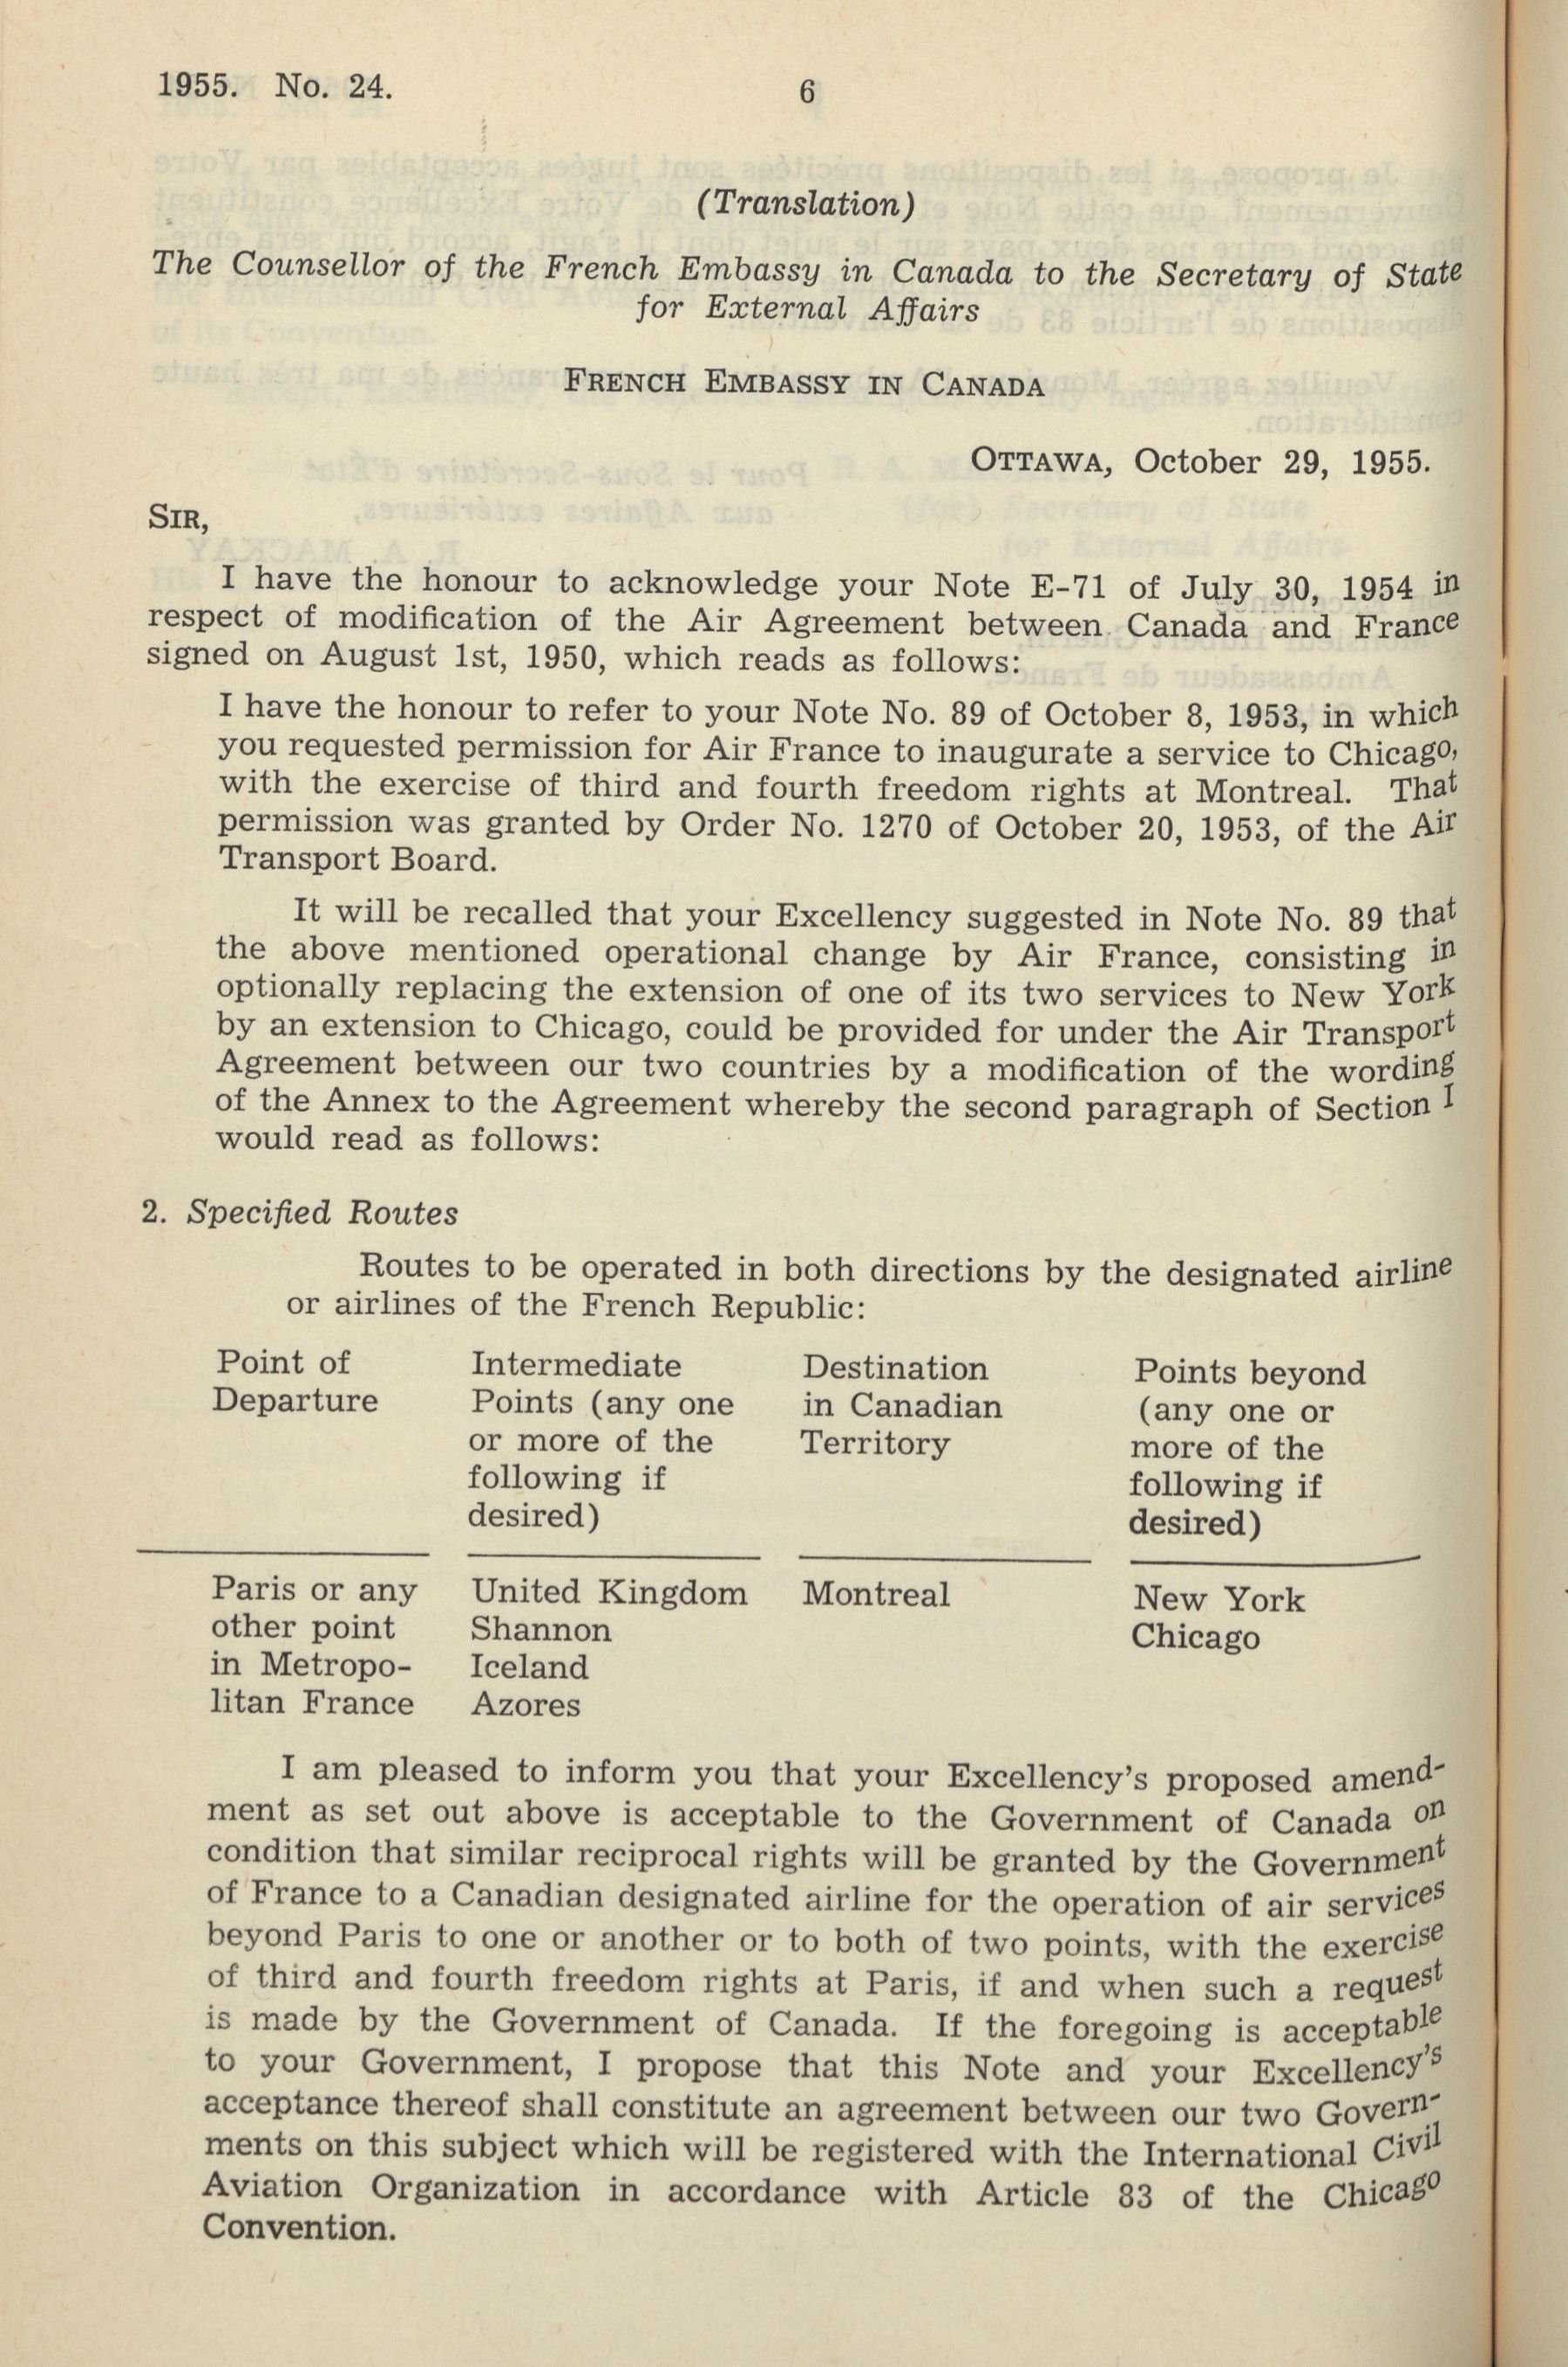 1955. No. 24.
6
(Translation)
The Counsellor of the French Embassy in Canada to the Secretary of State
for External Affairs
FRENCH EMBASSY IN CANADA
OTTAWA, October 29, 1955.
SIR,
I have the honour to acknowledge your Note E-71 of July 30, 1954 in
respect of modification of the Air Agreement between Canada and France
signed on August 1st, 1950, which reads as follows:
I have the honour to refer to your Note No. 89 of October 8, 1953, in which
you requested permission for Air France to inaugurate a service to Chicago,
with the exercise of third and fourth freedom rights at Montreal. That
permission was granted by Order No. 1270 of October 20, 1953, of the Air
Transport Board.
It will be recalled that your Excellency suggested in Note No. 89 that
the above mentioned operational change by Air France, consisting in
optionally replacing the extension of one of its two services to New York
by an extension to Chicago, could be provided for under the Air Transport
Agreement between our two countries by a modification of the wording
of the Annex to the Agreement whereby the second paragraph of Section I
would read as follows:
2. Specified Routes
Routes to be operated in both directions by the designated airline
or airlines of the French Republic:
Point of
Departure
Intermediate
Points (any one
or more of the
following if
desired)
Destination
in Canadian
Territory
Points beyond
(any one or
more of the
following if
desired)
Paris or any
other point
in Metropo-
litan France
United Kingdom
Shannon
Iceland
Azores
Montreal
New York
Chicago
I am pleased to inform you that your Excellency's proposed amend-
ment as set out above is acceptable to the Government of Canada on
condition that similar reciprocal rights will be granted by the Government
of France to a Canadian designated airline for the operation of air services
beyond Paris to one or another or to both of two points, with the exercise
of third and fourth freedom rights at Paris, if and when such a request
is made by the Government of Canada. If the foregoing is acceptable
to your Government, I propose that this Note and your Excellency's
acceptance thereof shall constitute an agreement between our two Govern-
ments on this subject which will be registered with the International Civil
Aviation Organization in accordance with Article 83 of the Chicago
Convention.